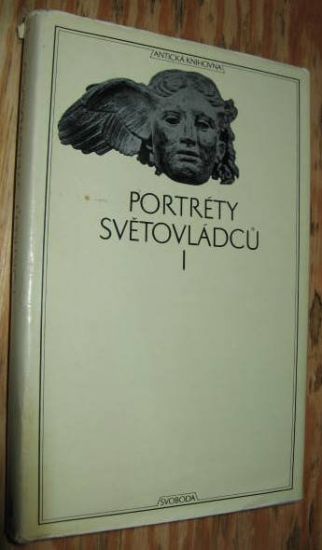 ANTICKÁ KNIHOVNA
PORTRÉTY
SVĚTOVLÁDCŮ
I
SVOBODA